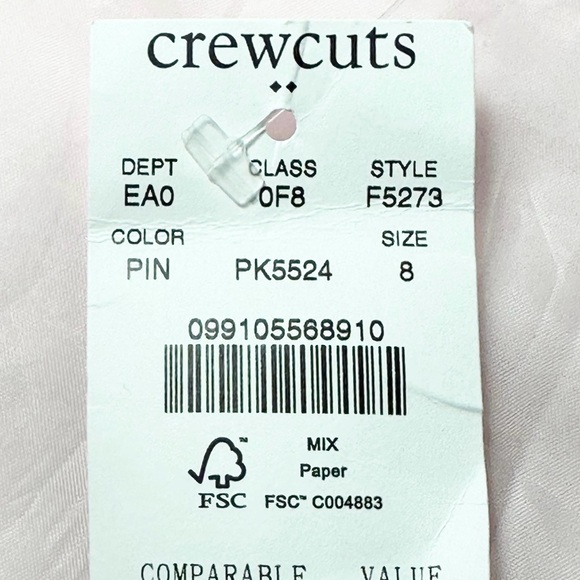 crewcuts
DEPT CLASS STYLE
EA0 0F8 F5273
COLOR SIZE
PIN PK5524 8
099105568910
MIX
Paper
FSC™ FSC™ C004883
COMPARABLE VALUE